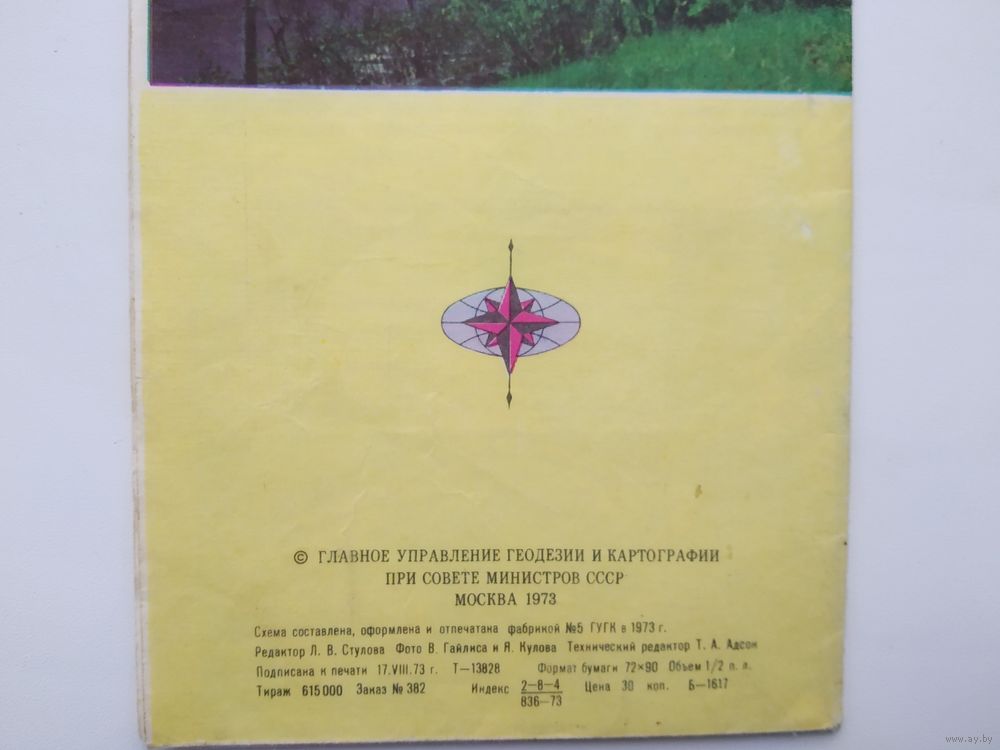 © ГЛАВНОЕ УПРАВЛЕНИЕ ГЕОДЕЗИИ И КАРТОГРАФИИ
ПРИ СОВЕТЕ МИНИСТРОВ СССР
МОСКВА 1973
Схема составлена, оформлена и отпечатана фабрикой №5 ГУГК в 1973 г.
Редактор Л. В. Стулова Фото В. Гайлиса и Я. Кулова Технический редактор Т. А. Адсон
Подписана к печати 17.VIII.73 г. Т—13828 Формат бумаги 72×90 Объем 1/2 п. л.
Тираж 615000 Заказ № 382 Индекс 2—8—4 Цена 30 коп. Б—1617
836—73
www.ay.by